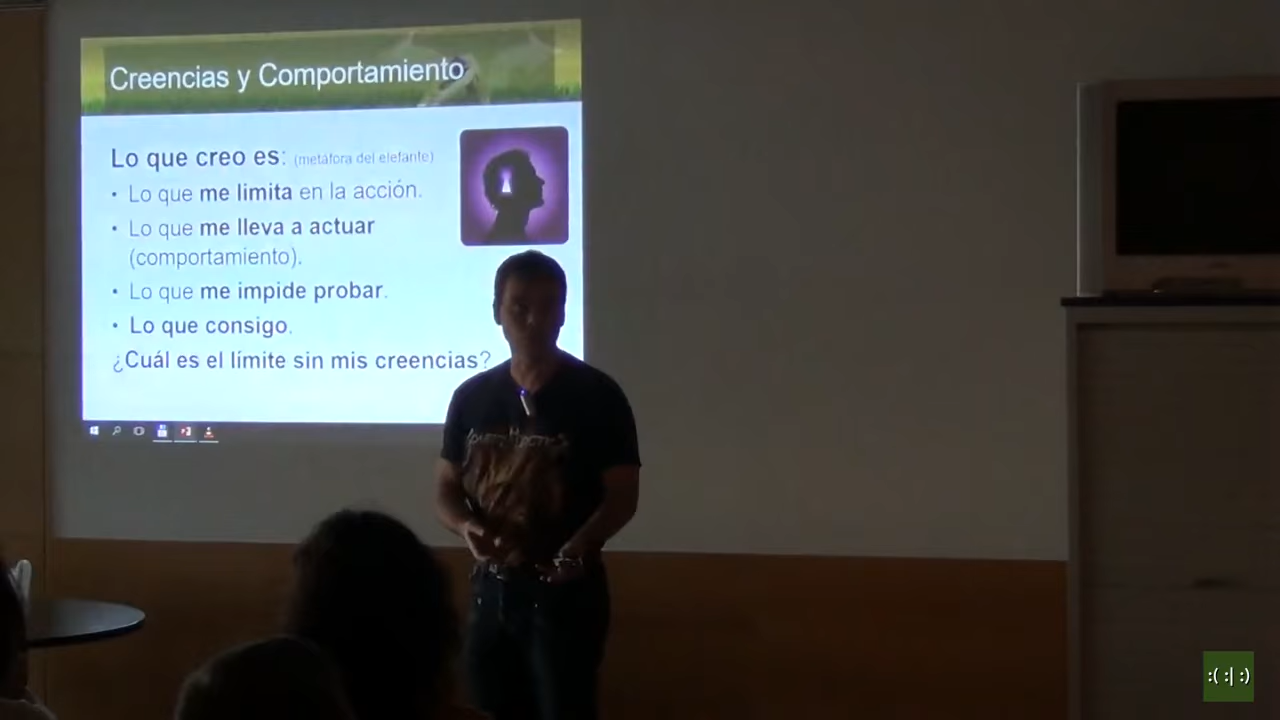 Creencias y Comportamiento
Lo que creo es: (metáfora del elefante)
• Lo que me limita en la acción.
• Lo que me lleva a actuar
(comportamiento).
• Lo que me impide probar.
• Lo que consigo.
¿Cuál es el límite sin mis creencias?
:( :| :)